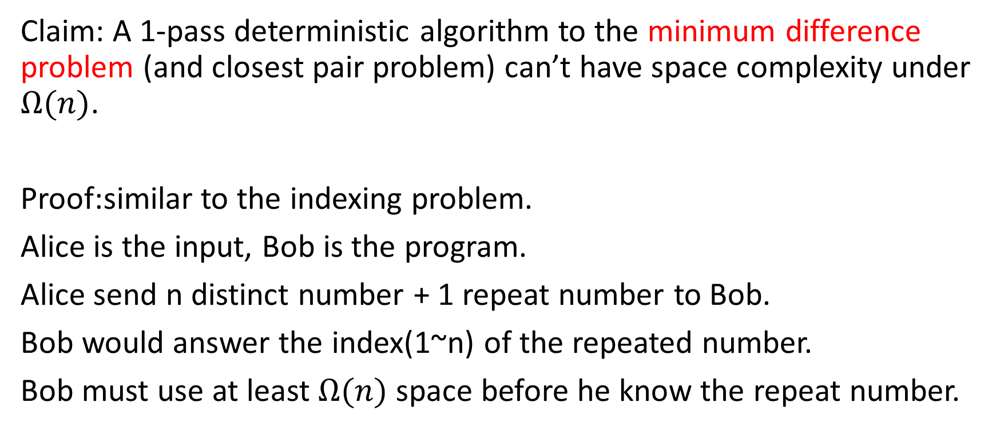 Claim: A 1-pass deterministic algorithm to the minimum difference
problem (and closest pair problem) can’t have space complexity under
Ω(n).
Proof:similar to the indexing problem.
Alice is the input, Bob is the program.
Alice send n distinct number + 1 repeat number to Bob.
Bob would answer the index(1~n) of the repeated number.
Bob must use at least Ω(n) space before he know the repeat number.